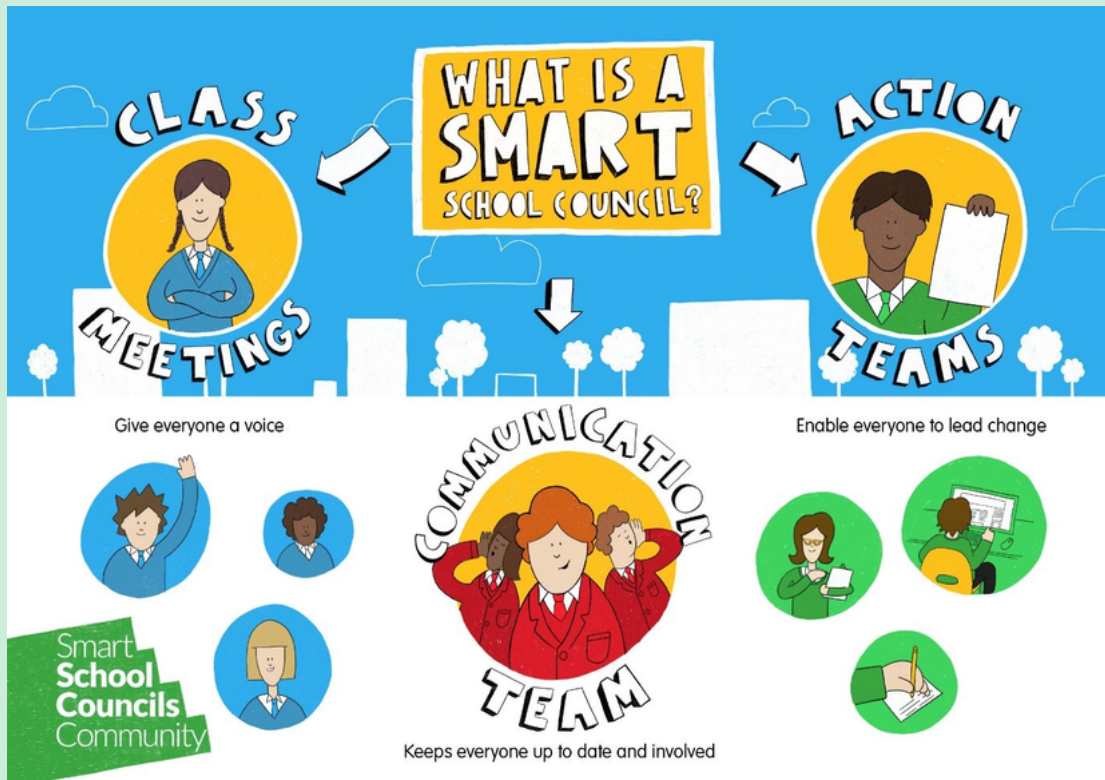 WHAT IS A
SMART
SCHOOL COUNCIL?
CLASS
MEETINGS
Give everyone a voice
COMMUNICATION
TEAM
Keeps everyone up to date and involved
ACTION
TEAMS
Enable everyone to lead change
Smart
School
Councils
Community